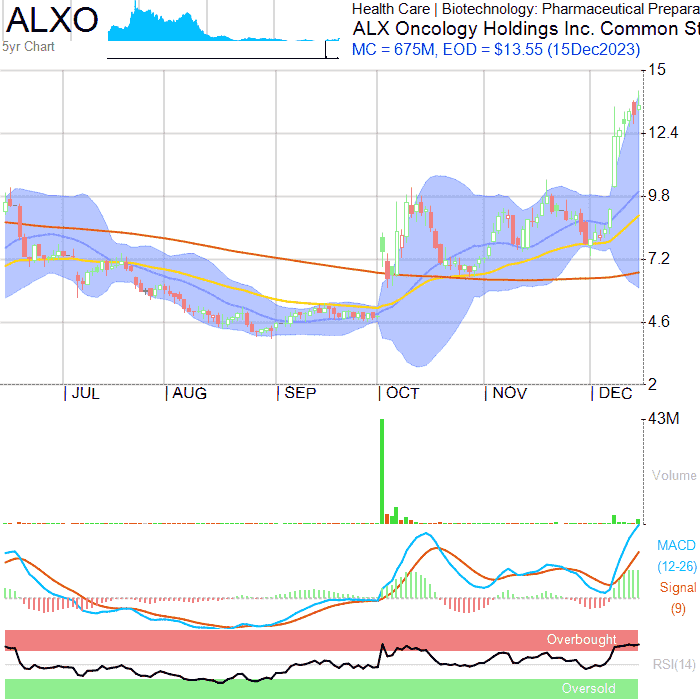 ALXO
5yr Chart
Health Care | Biotechnology: Pharmaceutical Prepara
ALX Oncology Holdings Inc. Common St
MC = 675M, EOD = $13.55 (15Dec2023)
15
12.4
9.8
7.2
4.6
2
JUL
AUG
SEP
OCT
NOV
DEC
43M
Volume
MACD
(12-26)
Signal
(9)
Overbought
RSI(14)
Oversold